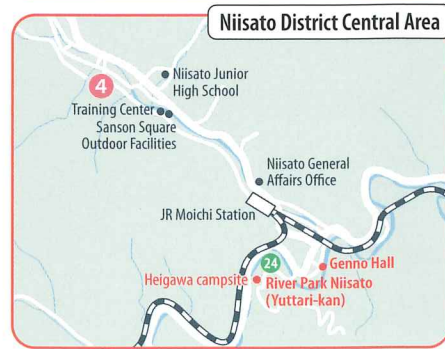 Niisato District Central Area
Niisato Junior
High School
4
Training Center
Sanson Square
Outdoor Facilities
Niisato General
Affairs Office
JR Moichi Station
24
Genno Hall
Heigawa campsite
River Park Niisato
(Yuttari-kan)